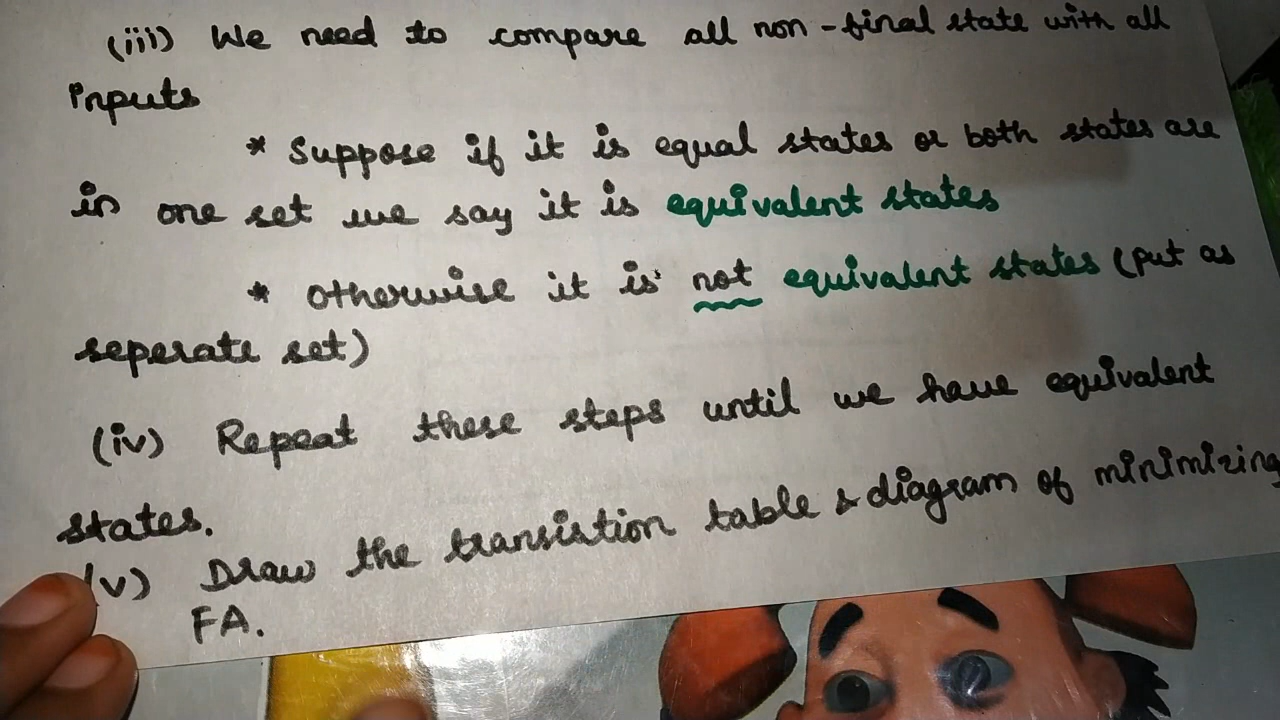 (iii) We need to compare all non-final state with all
inputs
* Suppose if it is equal states or both states are
in one set we say it is equivalent states
* otherwise it is not equivalent states (put as
seperate set)
(iv) Repeat these steps until we have equivalent
states.
(v) Draw the transistion table & diagram of minimizing
FA.